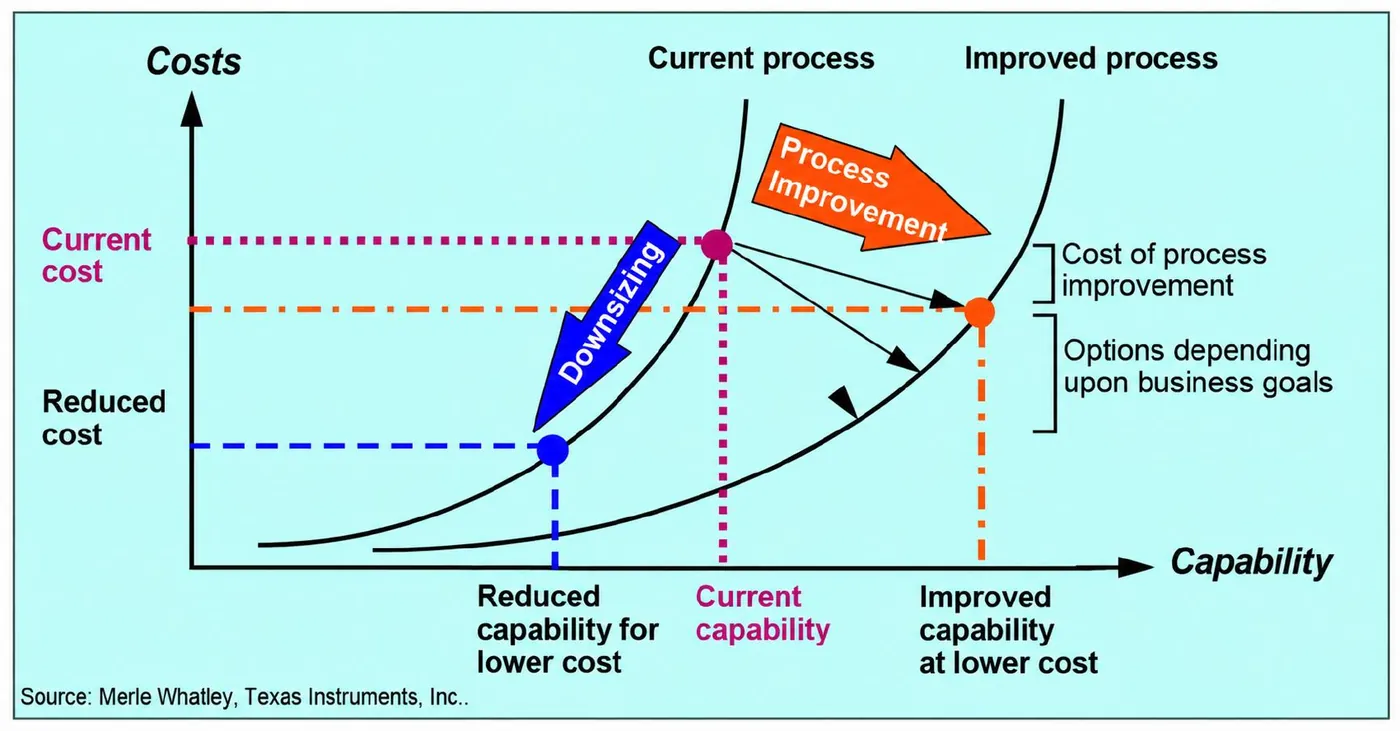 Costs
Current process
Improved process
Process
Improvement
Downsizing
Current
cost
Cost of process
improvement
Options depending
upon business goals
Reduced
cost
Capability
Reduced
capability for
lower cost
Current
capability
Improved
capability
at lower cost
Source: Merle Whatley, Texas Instruments, Inc..